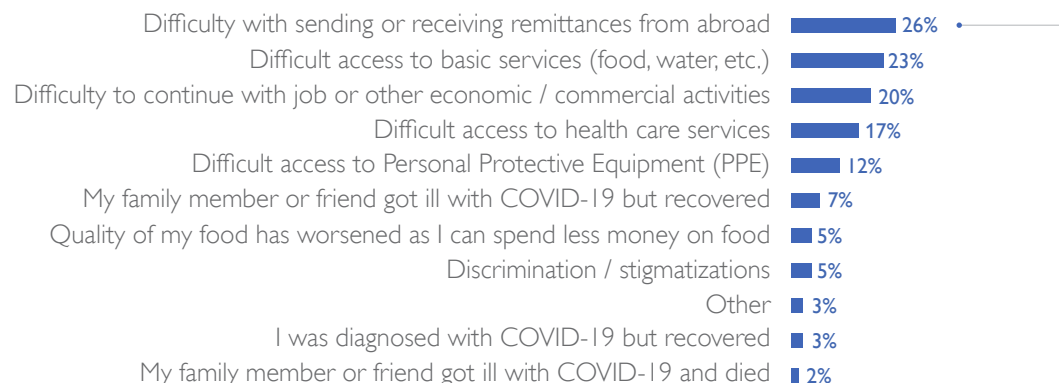 Difficulty with sending or receiving remittances from abroad 26%
Difficult access to basic services (food, water, etc.) 23%
Difficulty to continue with job or other economic / commercial activities 20%
Difficult access to health care services 17%
Difficult access to Personal Protective Equipment (PPE) 12%
My family member or friend got ill with COVID-19 but recovered 7%
Quality of my food has worsened as I can spend less money on food 5%
Discrimination / stigmatizations 5%
Other 3%
I was diagnosed with COVID-19 but recovered 3%
My family member or friend got ill with COVID-19 and died 2%